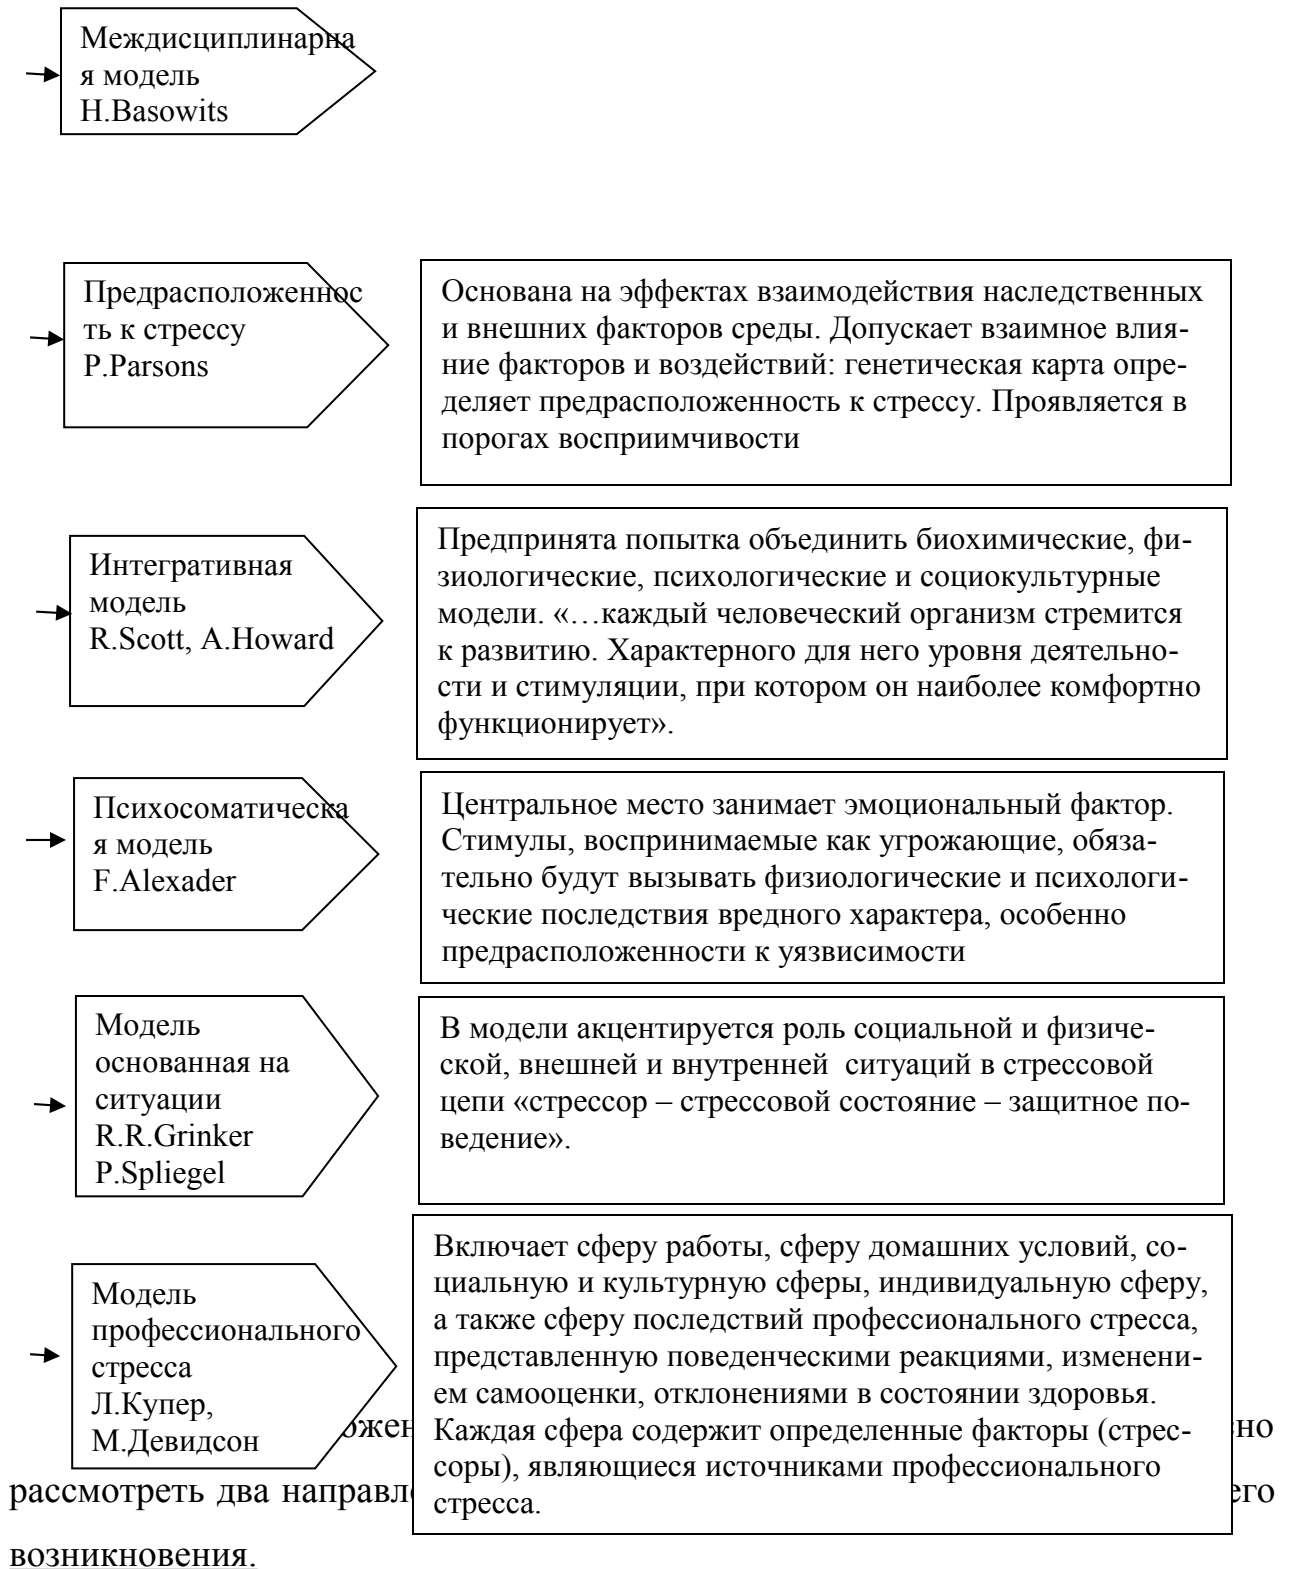 Междисциплинарна
я модель
H.Basowits
Предрасположеннос
ть к стрессу
P.Parsons
Основана на эффектах взаимодействия наследственных
и внешних факторов среды. Допускает взаимное влия-
ние факторов и воздействий: генетическая карта опре-
деляет предрасположенность к стрессу. Проявляется в
порогах восприимчивости
Интегративная
модель
R.Scott, A.Howard
Предпринята попытка объединить биохимические, фи-
зиологические, психологические и социокультурные
модели. «…каждый человеческий организм стремится
к развитию. Характерного для него уровня деятельно-
сти и стимуляции, при котором он наиболее комфортно
функционирует».
Психосоматическа
я модель
F.Alexader
Центральное место занимает эмоциональный фактор.
Стимулы, воспринимаемые как угрожающие, обяза-
тельно будут вызывать физиологические и психологи-
ческие последствия вредного характера, особенно
предрасположенности к уязвисимости
Модель
основанная на
ситуации
R.R.Grinker
P.Spliegel
В модели акцентируется роль социальной и физиче-
ской, внешней и внутренней ситуаций в стрессовой
цепи «стрессор – стрессовой состояние – защитное по-
ведение».
Модель
профессионального
стресса
Л.Купер,
М.Девидсон
Включает сферу работы, сферу домашних условий, со-
циальную и культурную сферы, индивидуальную сферу,
а также сферу последствий профессионального стресса,
представленную поведенческими реакциями, изменени-
ем самооценки, отклонениями в состоянии здоровья.
Каждая сфера содержит определенные факторы (стрес-
соры), являющиеся источниками профессионального
стресса.
рассмотреть два
возникновения.